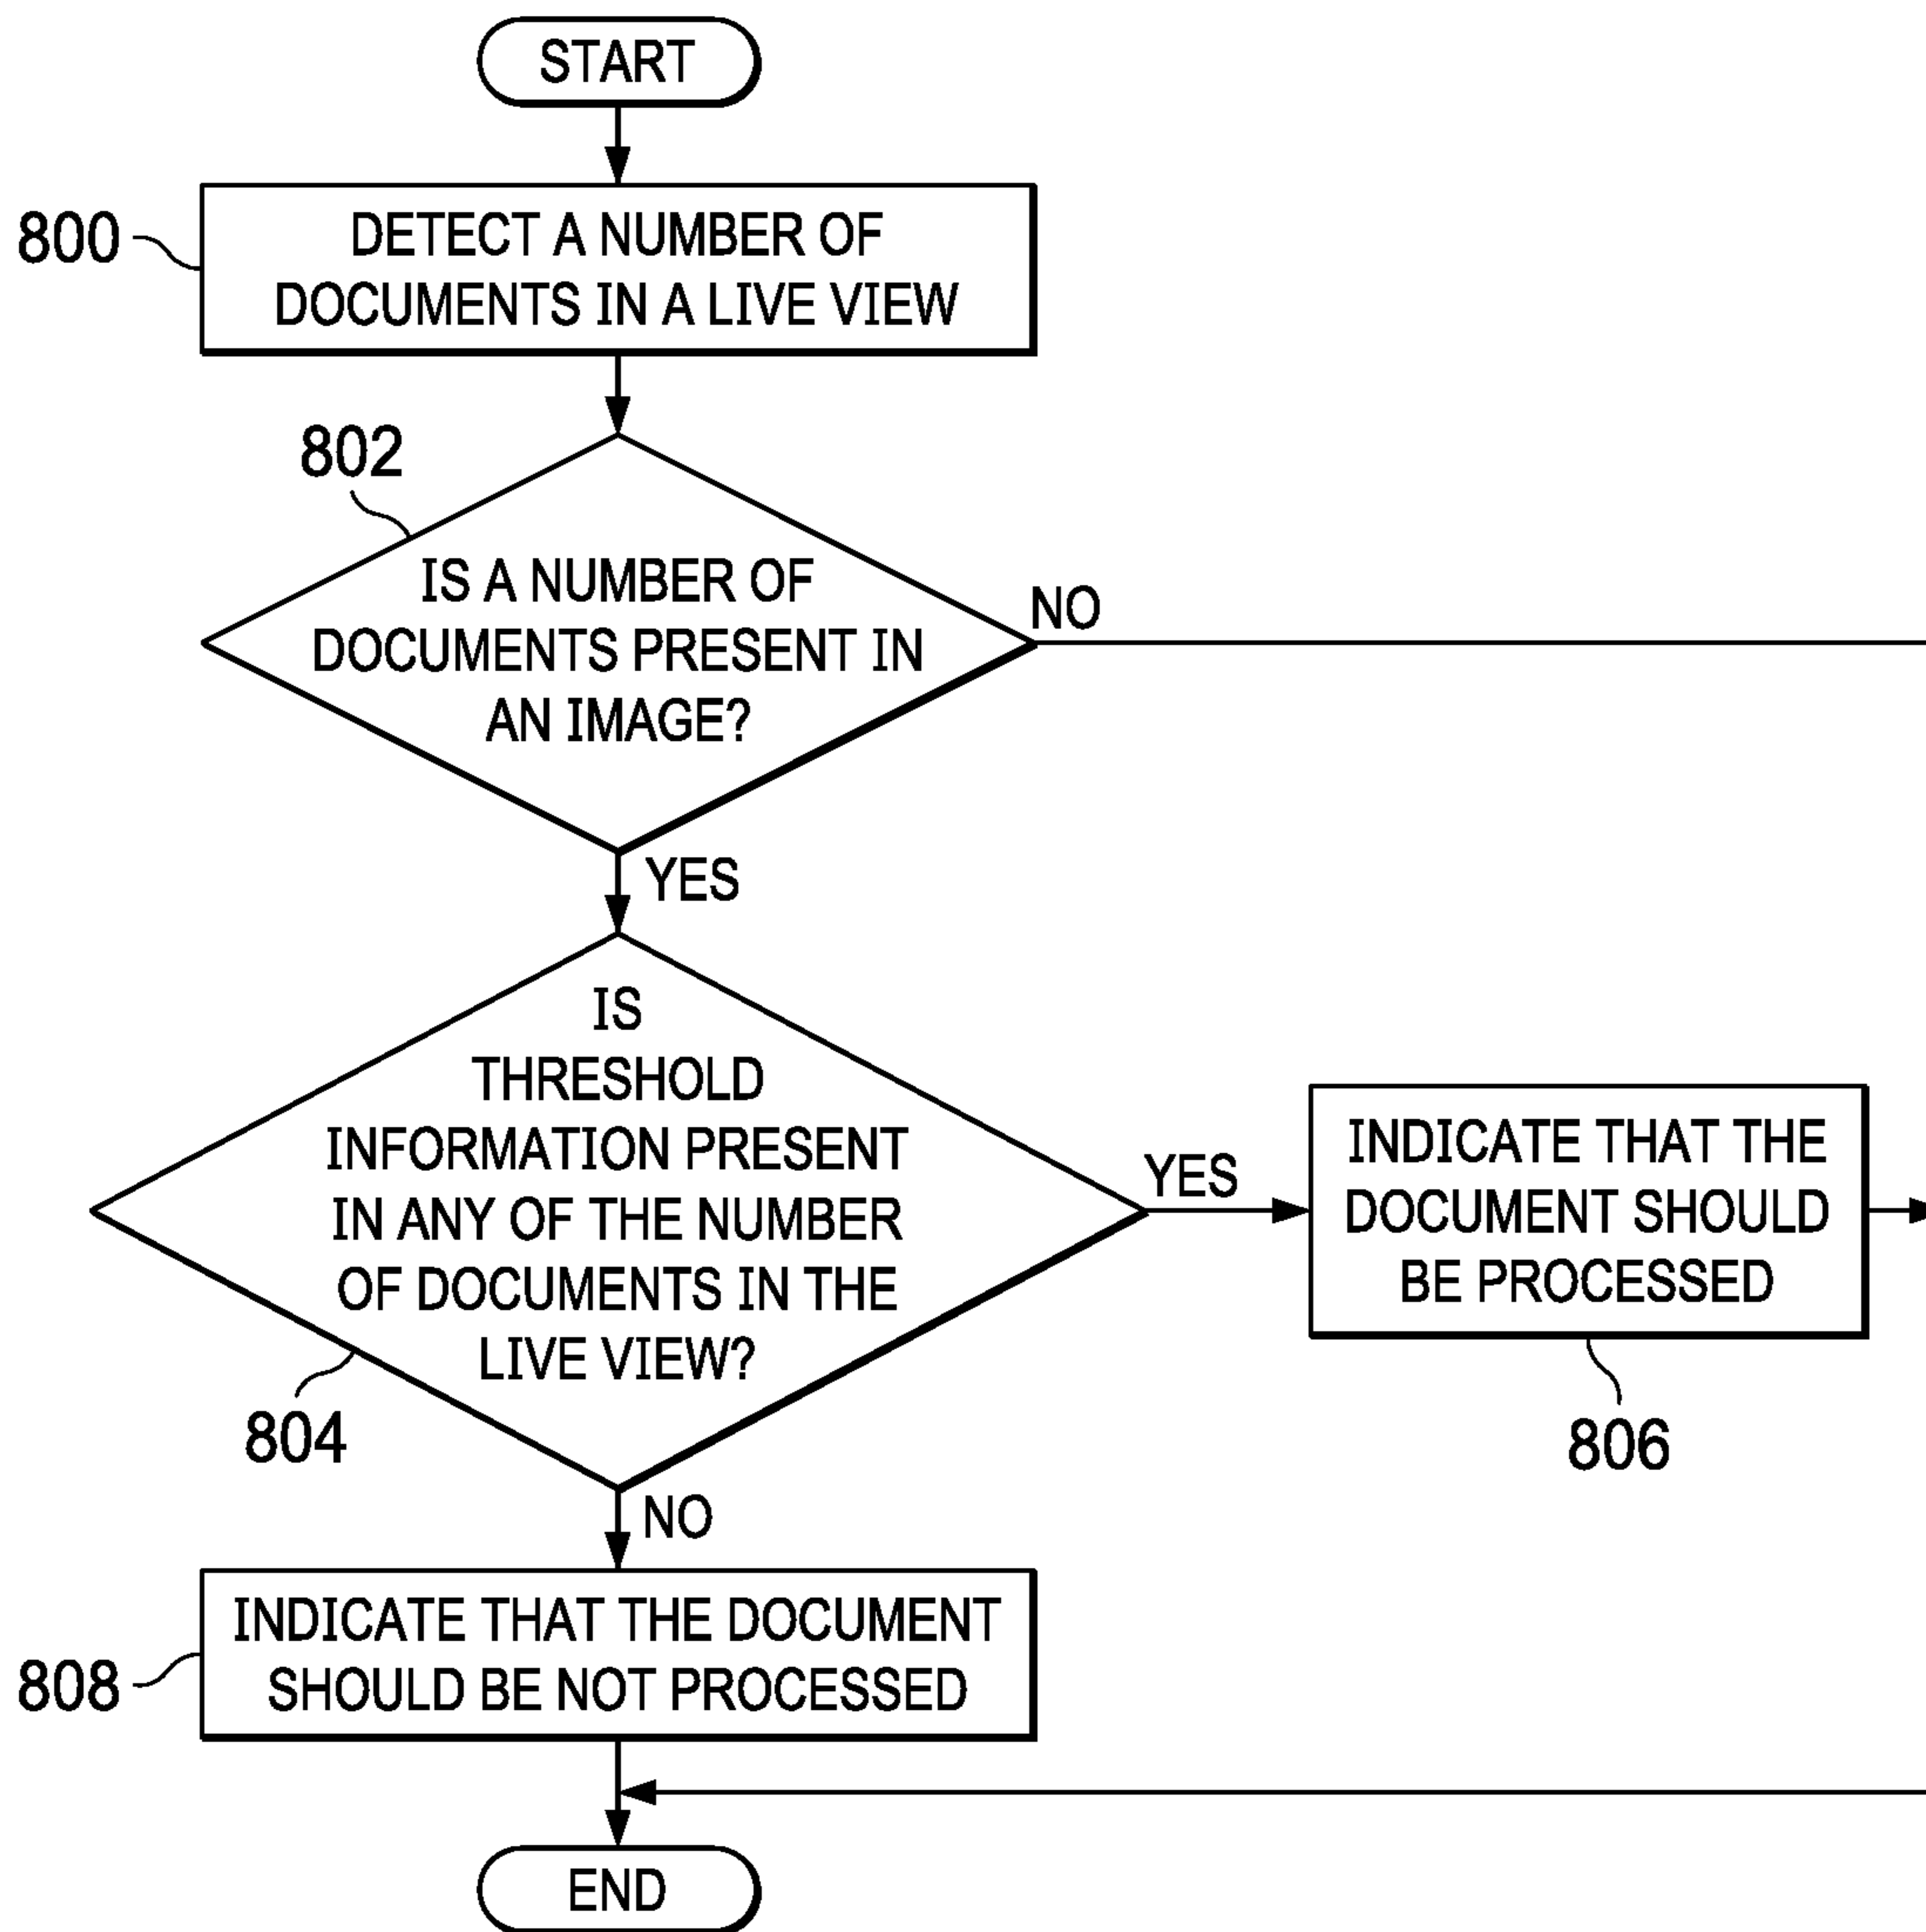 START
800
DETECT A NUMBER OF
DOCUMENTS IN A LIVE VIEW
802
IS A NUMBER OF
DOCUMENTS PRESENT IN
AN IMAGE?
NO
YES
IS
THRESHOLD
INFORMATION PRESENT
IN ANY OF THE NUMBER
OF DOCUMENTS IN THE
LIVE VIEW?
804
YES
INDICATE THAT THE
DOCUMENT SHOULD
BE PROCESSED
806
NO
808
INDICATE THAT THE DOCUMENT
SHOULD BE NOT PROCESSED
END